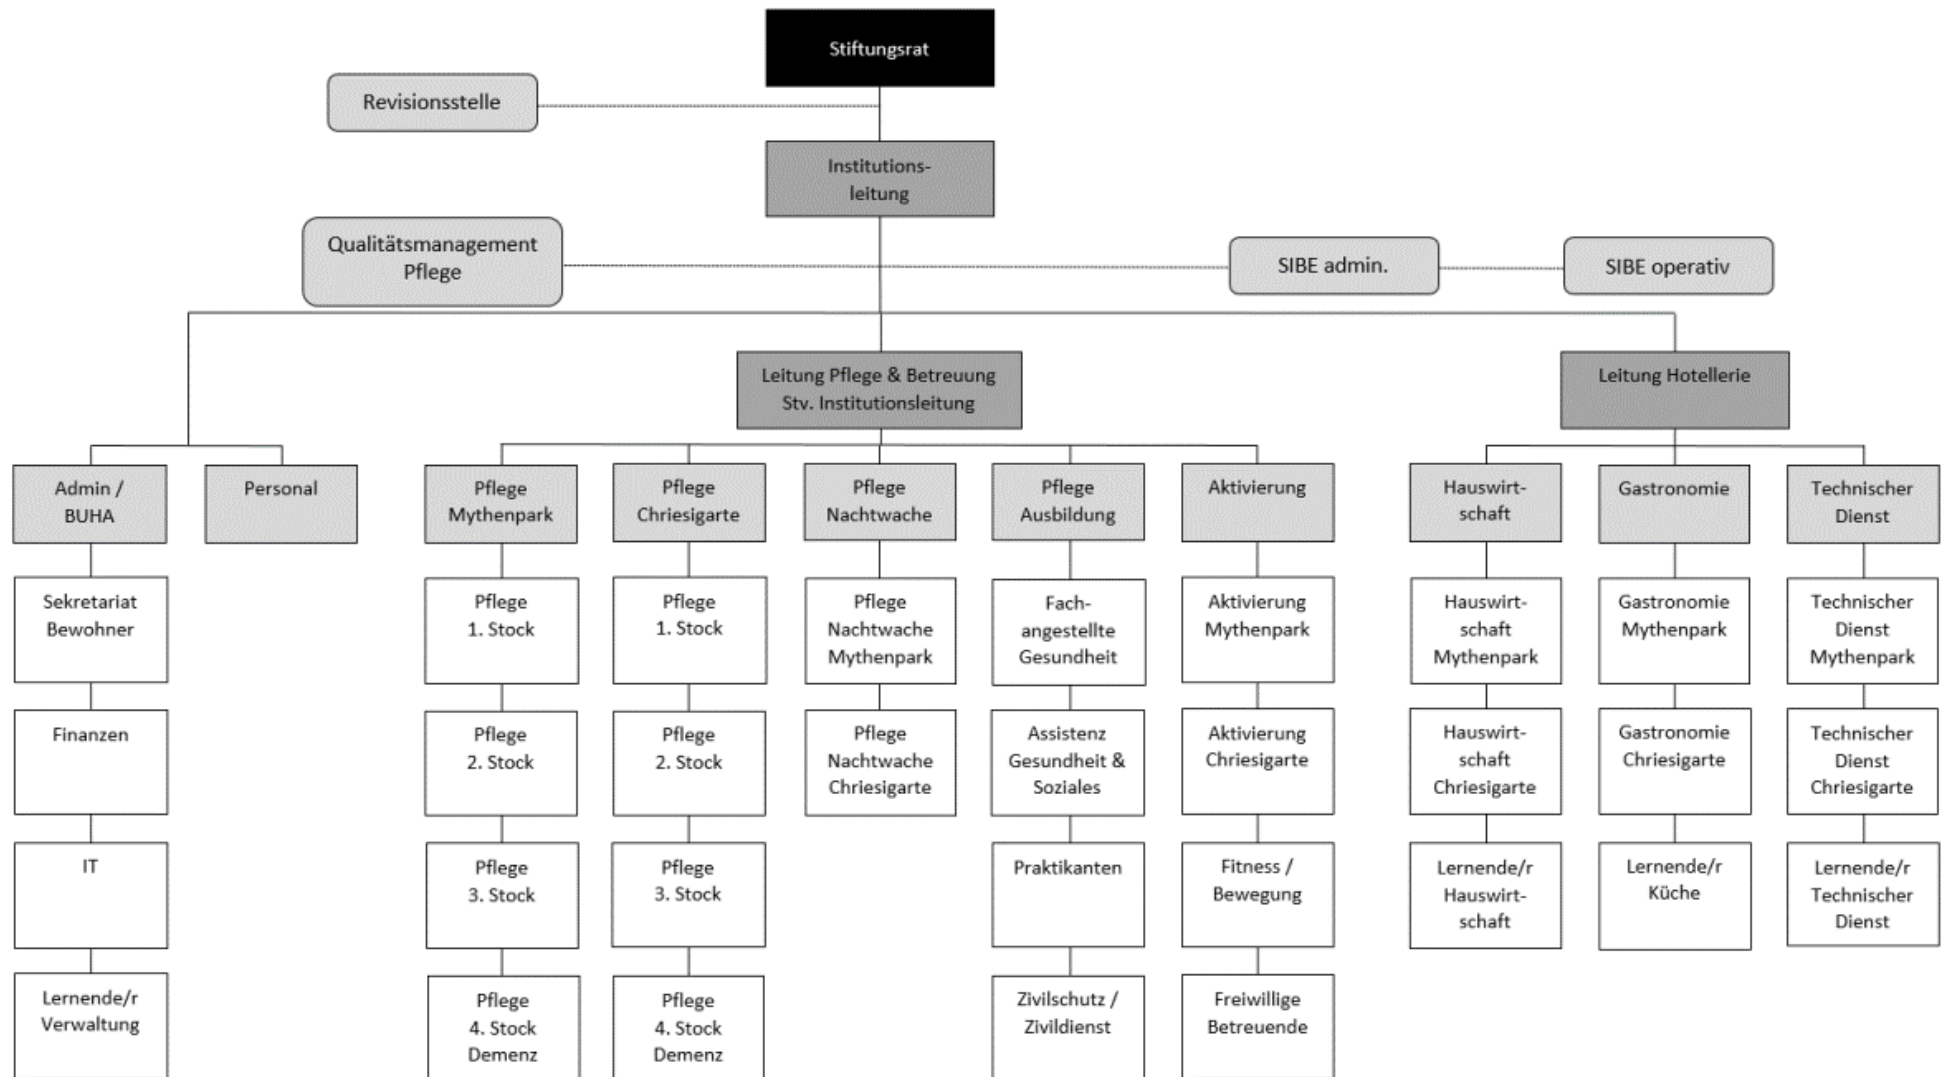 Stiftungsrat
Revisionsstelle
Institutions-
leitung
Qualitätsmanagement
Pflege
SIBE admin.
SIBE operativ
Leitung Pflege & Betreuung
Stv. Institutionsleitung
Leitung Hotellerie
Admin /
BUHA
Personal
Pflege
Mythenpark
Pflege
Chriesigarte
Pflege
Nachtwache
Pflege
Ausbildung
Aktivierung
Hauswirt-
schaft
Gastronomie
Technischer
Dienst
Sekretariat
Bewohner
Pflege
1. Stock
Pflege
1. Stock
Pflege
Nachtwache
Mythenpark
Fach-
angestellte
Gesundheit
Aktivierung
Mythenpark
Hauswirt-
schaft
Mythenpark
Gastronomie
Mythenpark
Technischer
Dienst
Mythenpark
Finanzen
Pflege
2. Stock
Pflege
2. Stock
Pflege
Nachtwache
Chriesigarte
Assistenz
Gesundheit &
Soziales
Aktivierung
Chriesigarte
Hauswirt-
schaft
Chriesigarte
Gastronomie
Chriesigarte
Technischer
Dienst
Chriesigarte
IT
Pflege
3. Stock
Pflege
3. Stock
Praktikanten
Fitness /
Bewegung
Lernende/r
Hauswirt-
schaft
Lernende/r
Küche
Lernende/r
Technischer
Dienst
Lernende/r
Verwaltung
Pflege
4. Stock
Demenz
Pflege
4. Stock
Demenz
Zivilschutz /
Zivildienst
Freiwillige
Betreuende